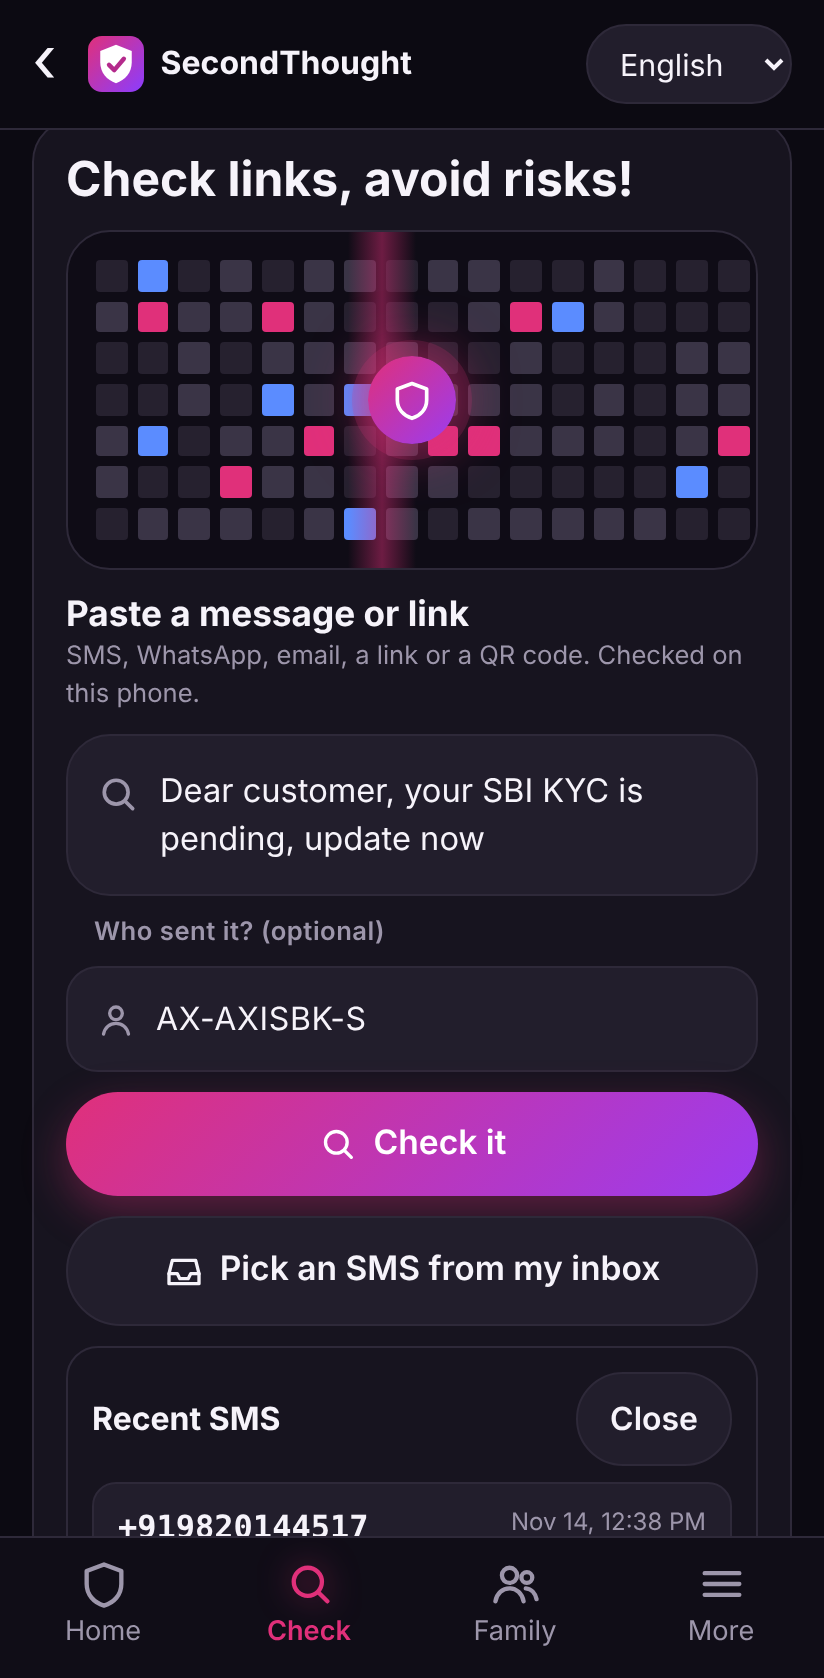 SecondThought
English
Check links, avoid risks!
Paste a message or link
SMS, WhatsApp, email, a link or a QR code. Checked on
this phone.
Dear customer, your SBI KYC is
pending, update now
Who sent it? (optional)
AX-AXISBK-S
Check it
Pick an SMS from my inbox
Recent SMS
Close
+919820144517
Nov 14, 12:38 PM
Home
Check
Family
More